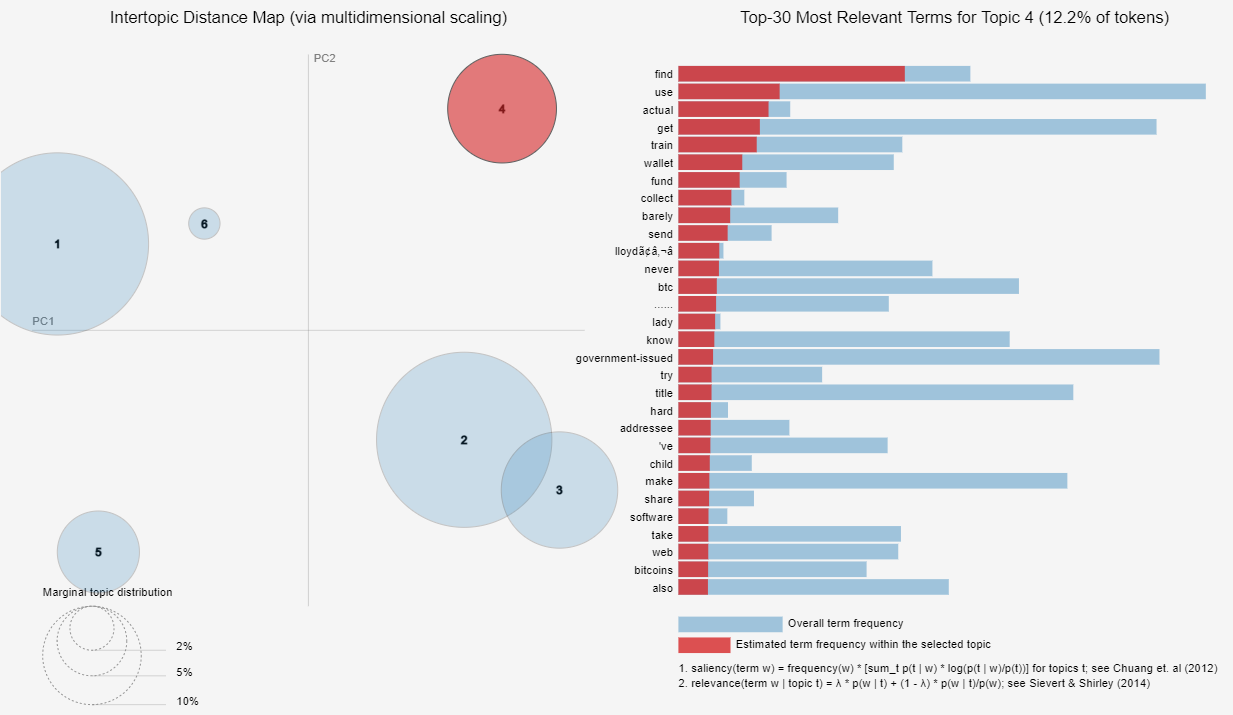 Intertopic Distance Map (via multidimensional scaling)
PC2
PC1
1
6
4
2
3
5
Marginal topic distribution
2%
5%
10%
Top-30 Most Relevant Terms for Topic 4 (12.2% of tokens)
find
use
actual
get
train
wallet
fund
collect
barely
send
lloydã¢â‚¬â
never
btc
......
lady
know
government-issued
try
title
hard
addressee
've
child
make
share
software
take
web
bitcoins
also
Overall term frequency
Estimated term frequency within the selected topic
1. saliency(term w) = frequency(w) * [sum_t p(t | w) * log(p(t | w)/p(t))] for topics t; see Chuang et. al (2012)
2. relevance(term w | topic t) = λ * p(w | t) + (1 - λ) * p(w | t)/p(w); see Sievert & Shirley (2014)